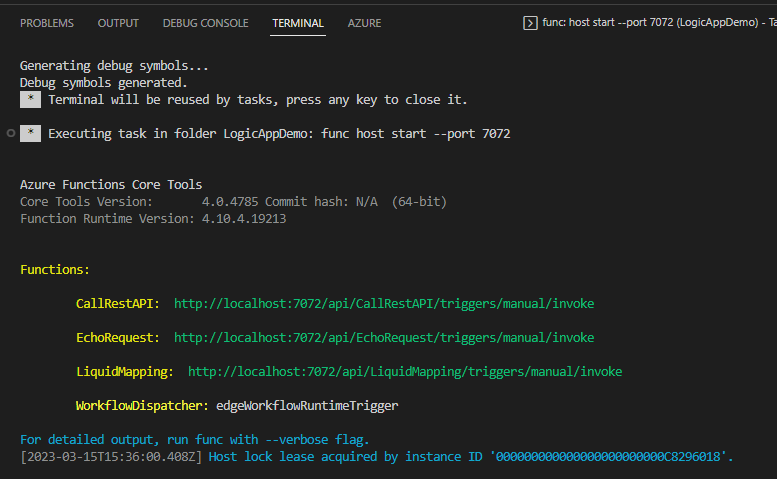 PROBLEMS OUTPUT DEBUG CONSOLE TERMINAL AZURE func: host start --port 7072 (LogicAppDemo) - Ta
Generating debug symbols...
Debug symbols generated.
* Terminal will be reused by tasks, press any key to close it.
* Executing task in folder LogicAppDemo: func host start --port 7072
Azure Functions Core Tools
Core Tools Version: 4.0.4785 Commit hash: N/A (64-bit)
Function Runtime Version: 4.10.4.19213
Functions:
CallRestAPI: http://localhost:7072/api/CallRestAPI/triggers/manual/invoke
EchoRequest: http://localhost:7072/api/EchoRequest/triggers/manual/invoke
LiquidMapping: http://localhost:7072/api/LiquidMapping/triggers/manual/invoke
WorkflowDispatcher: edgeWorkflowRuntimeTrigger
For detailed output, run func with --verbose flag.
[2023-03-15T15:36:00.408Z] Host lock lease acquired by instance ID '000000000000000000000000C8296018'.